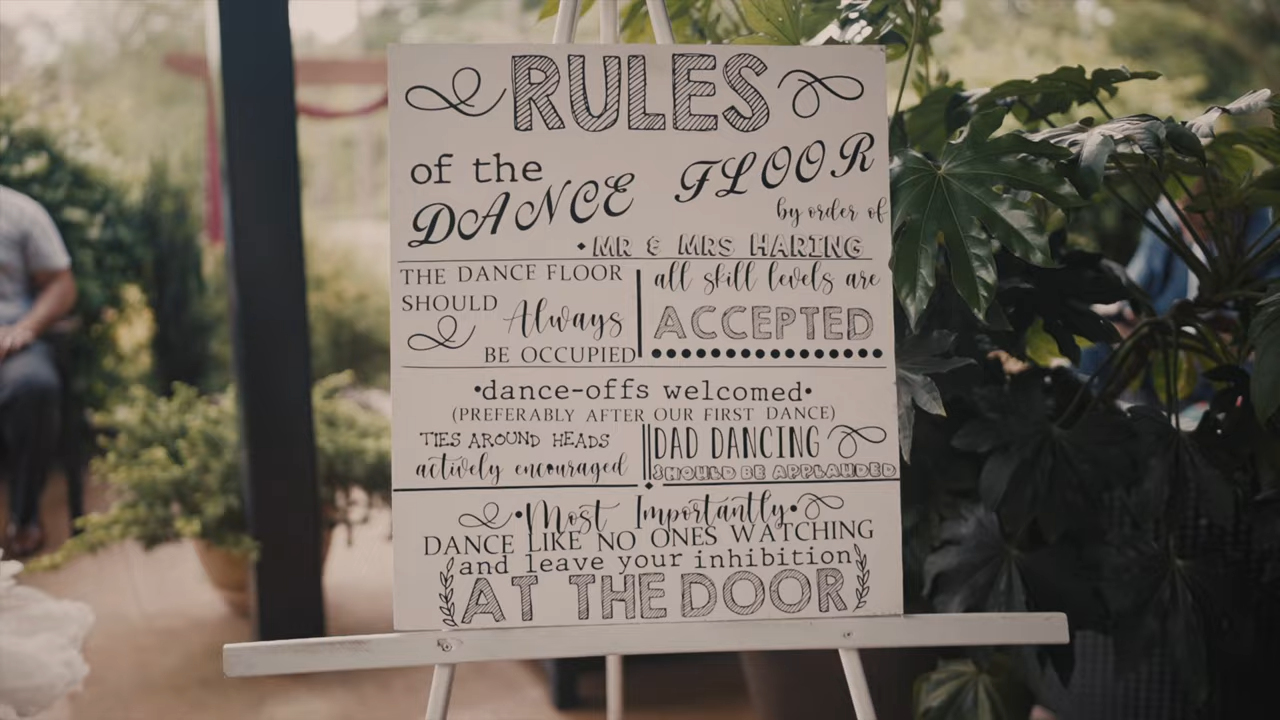 RULES
of the
DANCE FLOOR
by order of
MR & MRS HARING
THE DANCE FLOOR
SHOULD Always
BE OCCUPIED
all skill levels are
ACCEPTED
•dance-offs welcomed•
(PREFERABLY AFTER OUR FIRST DANCE)
TIES AROUND HEADS
actively encouraged
DAD DANCING
SHOULD BE APPLAUDED
•Most Importantly•
DANCE LIKE NO ONES WATCHING
and leave your inhibition
AT THE DOOR